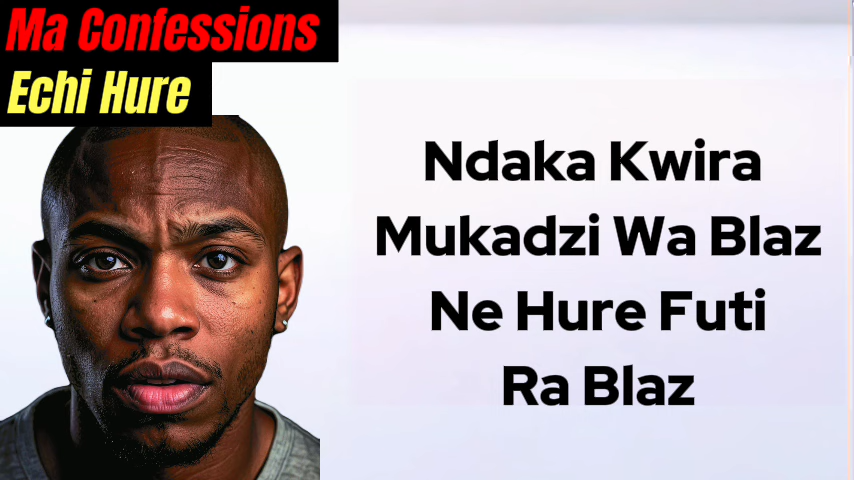 Ma Confessions
Echi Hure
Ndaka Kwira
Mukadzi Wa Blaz
Ne Hure Futi
Ra Blaz